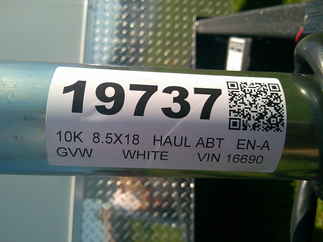 19737
10K 8.5X18 HAUL ABT EN-A
GVW WHITE VIN 16690